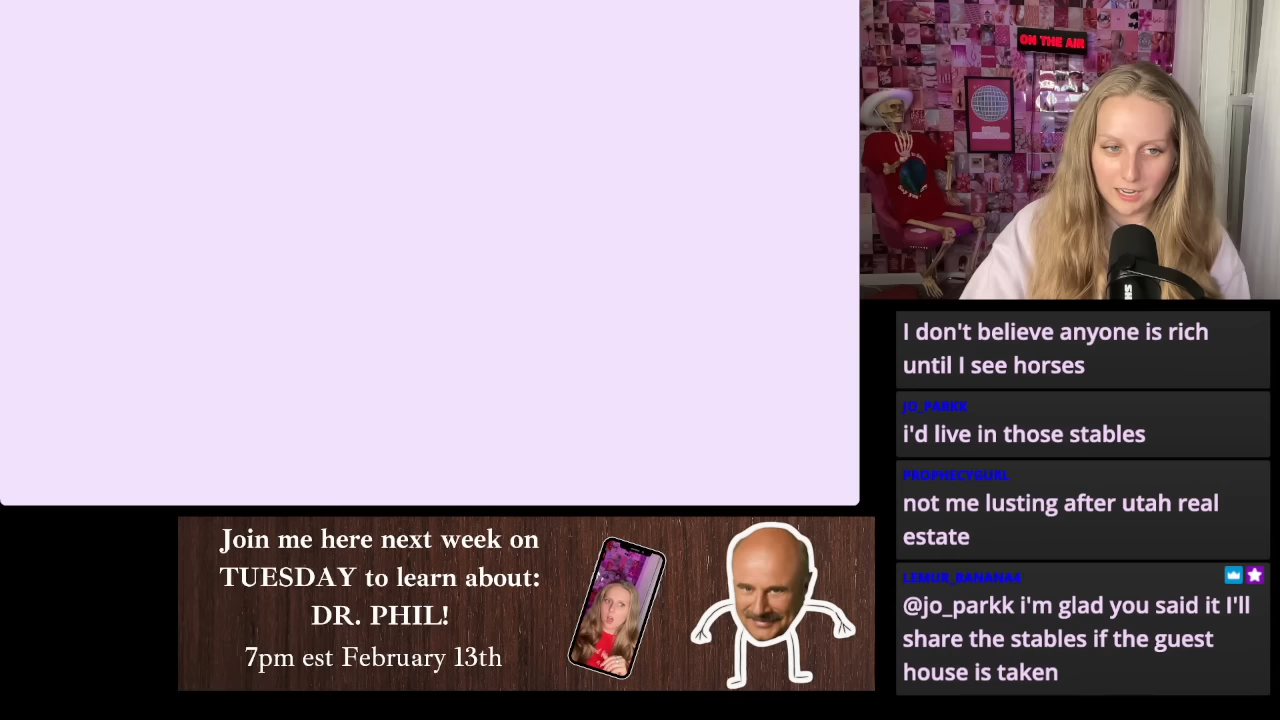 ON THE AIR
I don't believe anyone is rich
until I see horses
JO_PARKK
i'd live in those stables
PROPHECYGURL
not me lusting after utah real
estate
LEMUR_BANANA4
@jo_parkk i'm glad you said it I'll
share the stables if the guest
house is taken
Join me here next week on
TUESDAY to learn about:
DR. PHIL!
7pm est February 13th